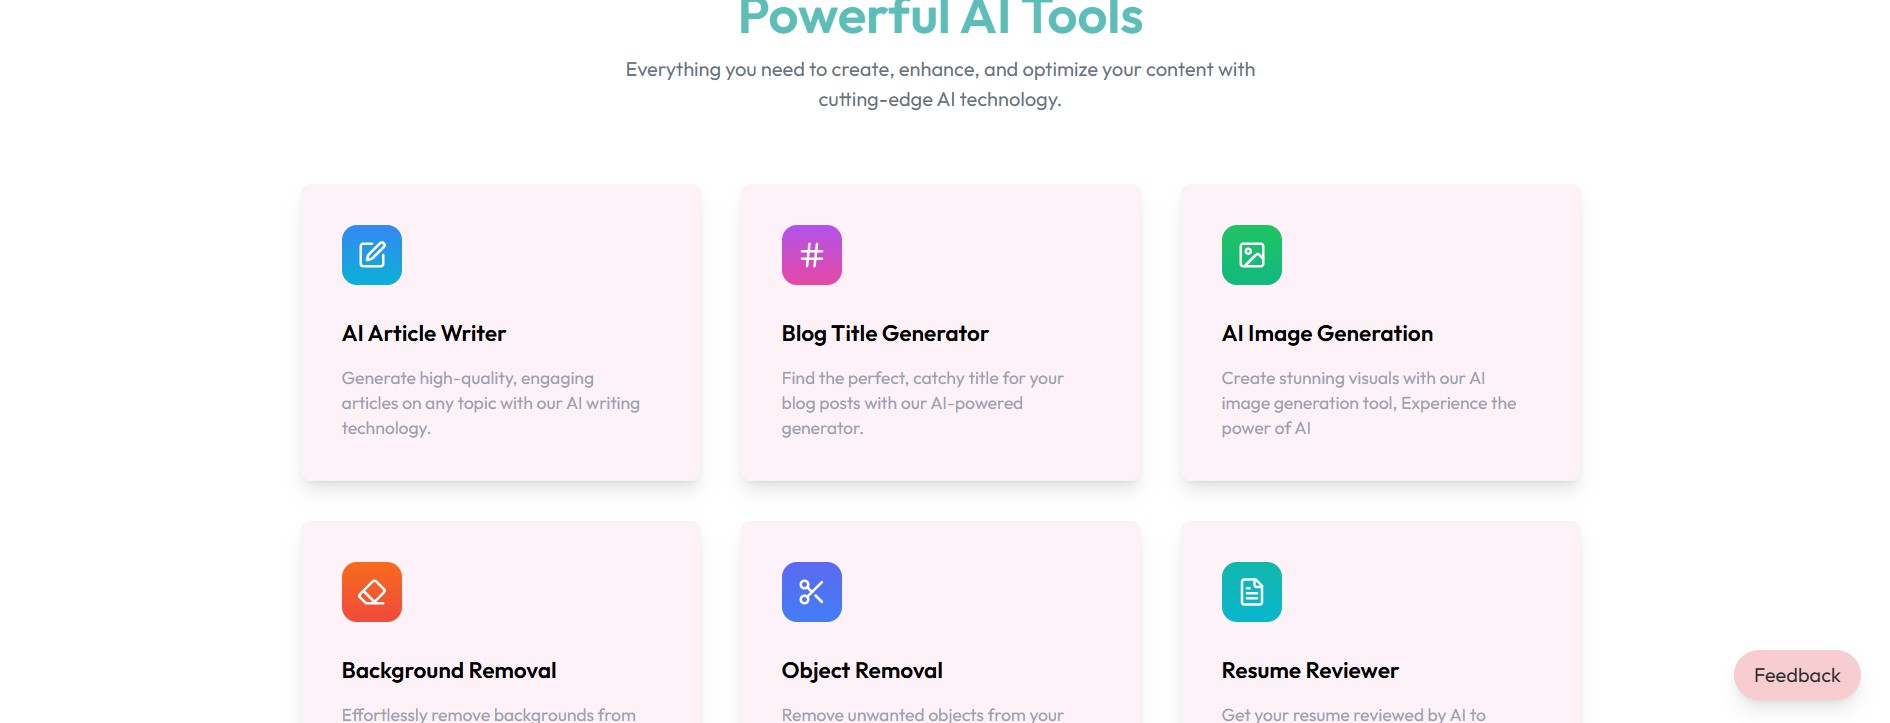 Powerful AI Tools
Everything you need to create, enhance, and optimize your content with
cutting-edge AI technology.
AI Article Writer
Generate high-quality, engaging
articles on any topic with our AI writing
technology.
Blog Title Generator
Find the perfect, catchy title for your
blog posts with our AI-powered
generator.
AI Image Generation
Create stunning visuals with our AI
image generation tool, Experience the
power of AI
Background Removal
Effortlessly remove backgrounds from
Object Removal
Remove unwanted objects from your
Resume Reviewer
Get your resume reviewed by AI to
Feedback